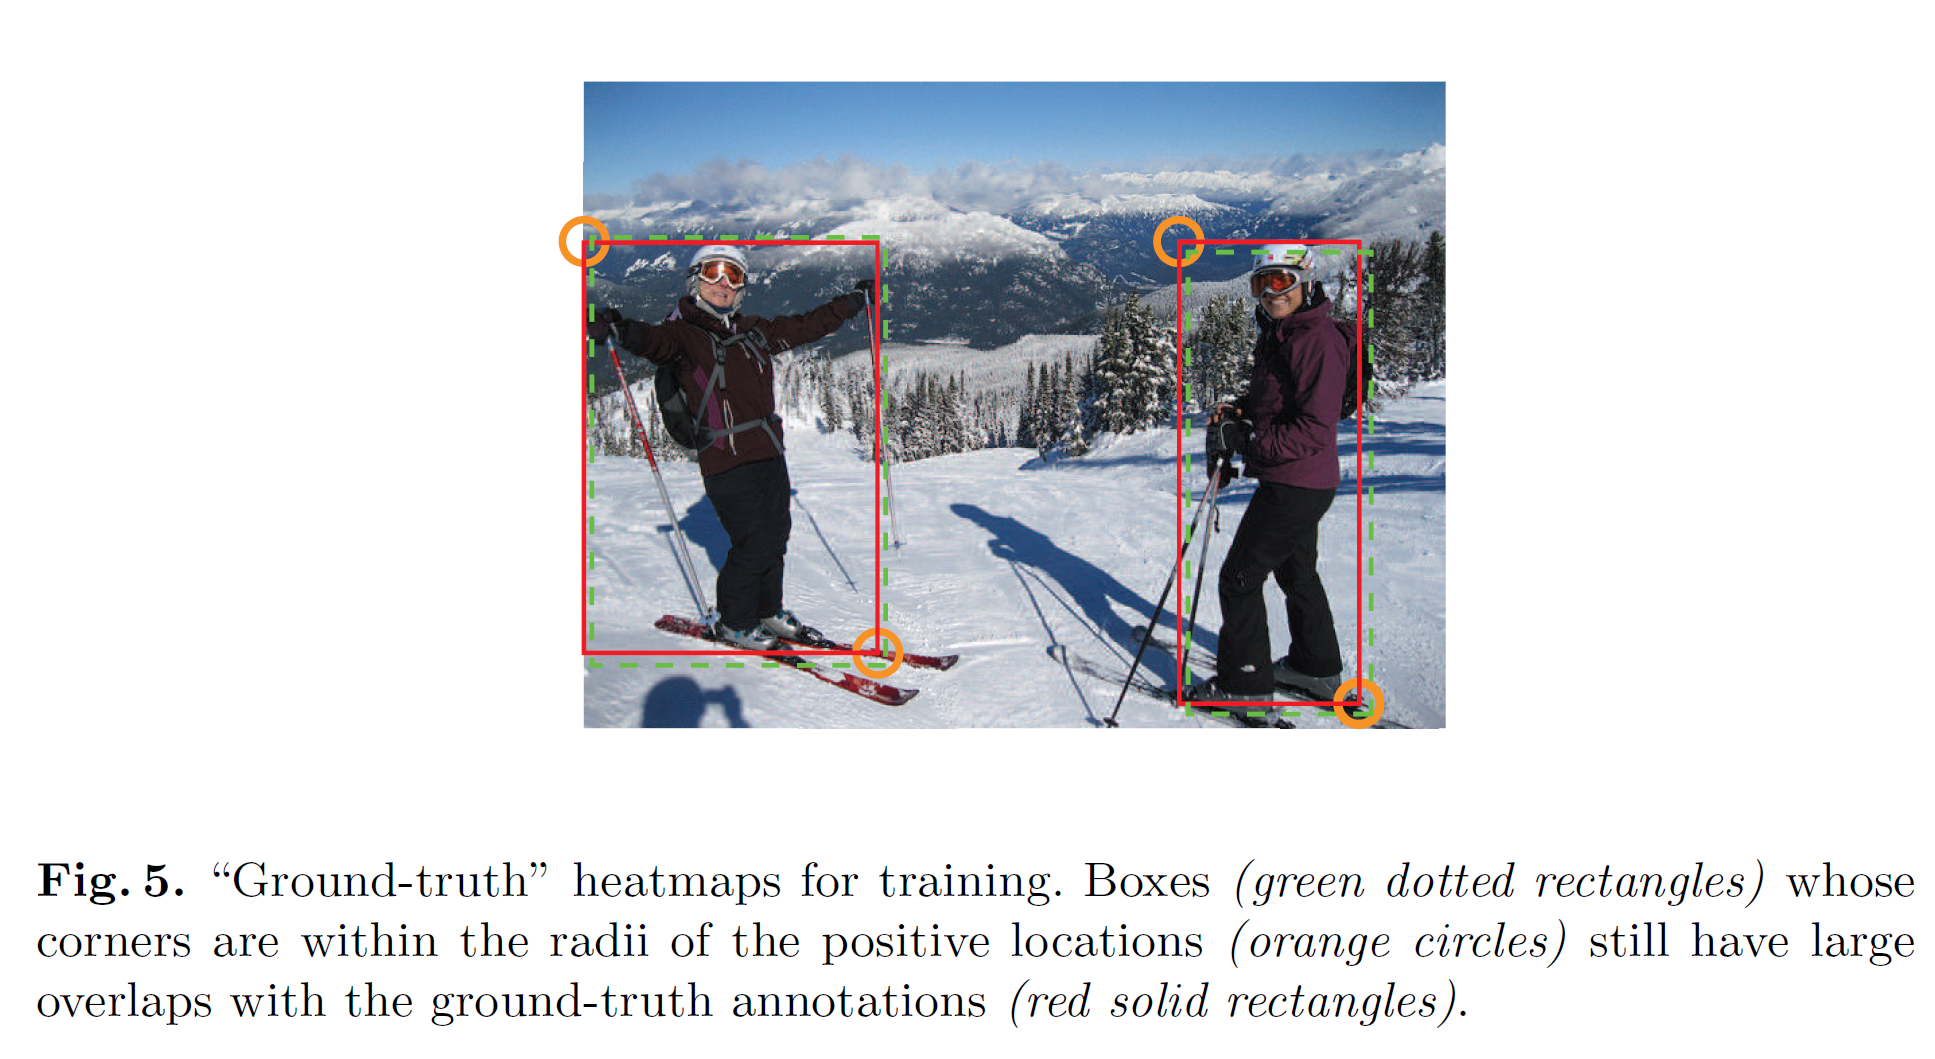 Fig. 5. “Ground-truth” heatmaps for training. Boxes (green dotted rectangles) whose
corners are within the radii of the positive locations (orange circles) still have large
overlaps with the ground-truth annotations (red solid rectangles).